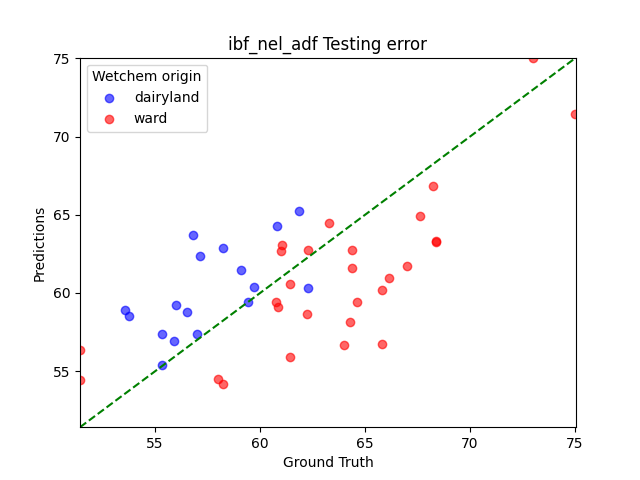 ibf_nel_adf Testing error
Wetchem origin
dairyland
ward
Predictions
75
70
65
60
55
55
60
65
70
75
Ground Truth